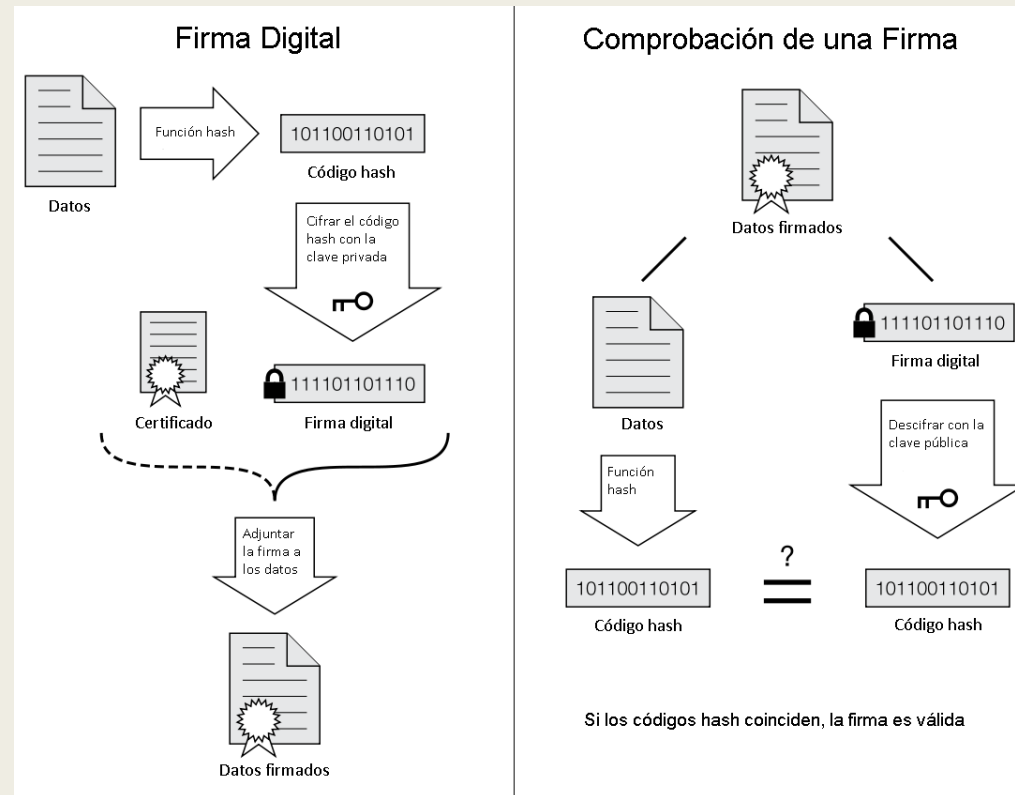 Firma Digital
Función hash
101100110101
Código hash
Datos
Cifrar el código
hash con la
clave privada
111101101110
Certificado
Firma digital
Adjuntar
la firma a
los datos
Datos firmados
Comprobación de una Firma
Datos firmados
111101101110
Firma digital
Datos
Descifrar con la
clave pública
Función
hash
?
101100110101
101100110101
Código hash
Código hash
Si los códigos hash coinciden, la firma es válida